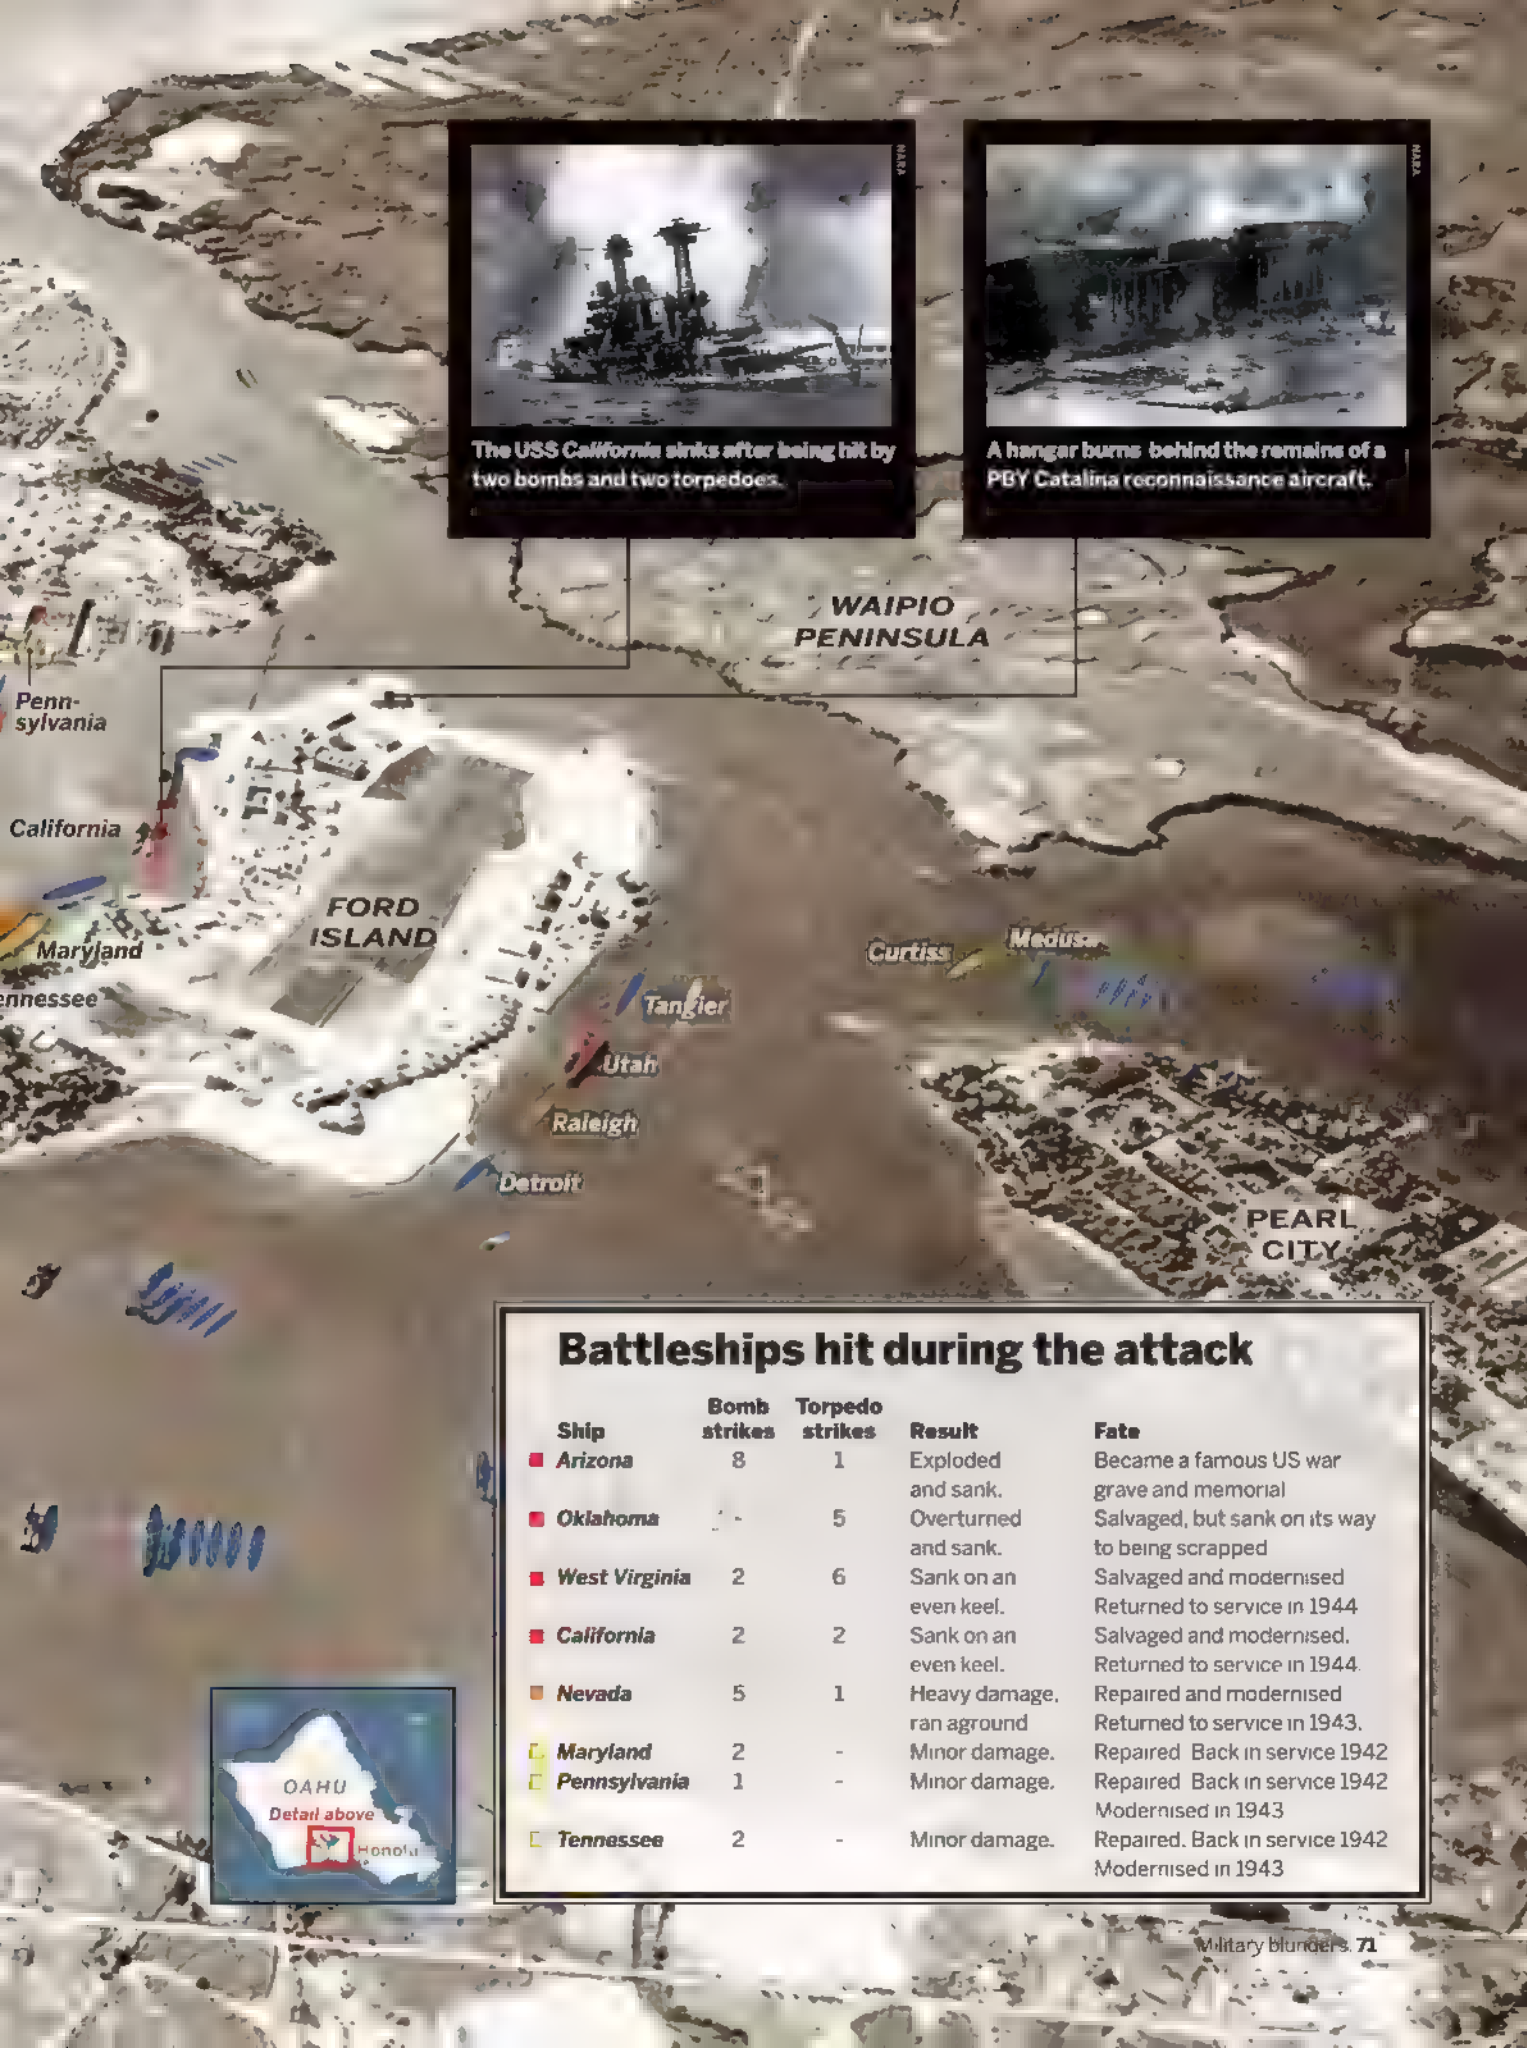 NARA
NARA
The USS California sinks after being hit by
two bombs and two torpedoes.
A hangar burns behind the remains of a
PBY Catalina reconnaissance aircraft.
WAIPIO
PENINSULA
Penn-
sylvania
California
FORD
ISLAND
Maryland
ennessee
Curtiss
Medusa
Tangier
Utah
Raleigh
Detroit
PEARL
CITY
Battleships hit during the attack
Ship Bomb strikes Torpedo strikes Result Fate
Arizona 8 1 Exploded Became a famous US war
and sank. grave and memorial
Oklahoma - 5 Overturned Salvaged, but sank on its way
and sank. to being scrapped
West Virginia 2 6 Sank on an Salvaged and modernised
even keel. Returned to service in 1944
California 2 2 Sank on an Salvaged and modernised.
even keel. Returned to service in 1944.
Nevada 5 1 Heavy damage, Repaired and modernised
ran aground Returned to service in 1943.
Maryland 2 - Minor damage. Repaired Back in service 1942
Pennsylvania 1 - Minor damage. Repaired Back in service 1942
Modernised in 1943
Tennessee 2 - Minor damage. Repaired. Back in service 1942
Modernised in 1943
OAHU
Detail above
Honolu
Military blunders 71